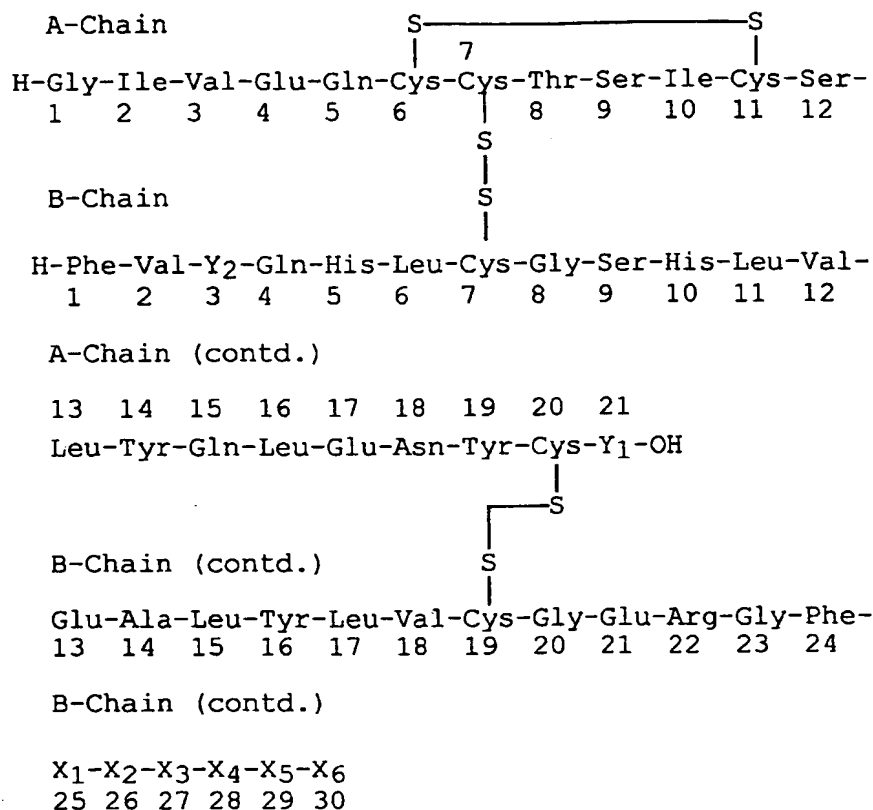 A-Chain
S S
7
H-Gly-Ile-Val-Glu-Gln-Cys-Cys-Thr-Ser-Ile-Cys-Ser-
1 2 3 4 5 6 8 9 10 11 12
S
B-Chain S
H-Phe-Val-Y2-Gln-His-Leu-Cys-Gly-Ser-His-Leu-Val-
1 2 3 4 5 6 7 8 9 10 11 12
A-Chain (contd.)
13 14 15 16 17 18 19 20 21
Leu-Tyr-Gln-Leu-Glu-Asn-Tyr-Cys-Y1-OH
S
B-Chain (contd.) S
Glu-Ala-Leu-Tyr-Leu-Val-Cys-Gly-Glu-Arg-Gly-Phe-
13 14 15 16 17 18 19 20 21 22 23 24
B-Chain (contd.)
X1-X2-X3-X4-X5-X6
25 26 27 28 29 30